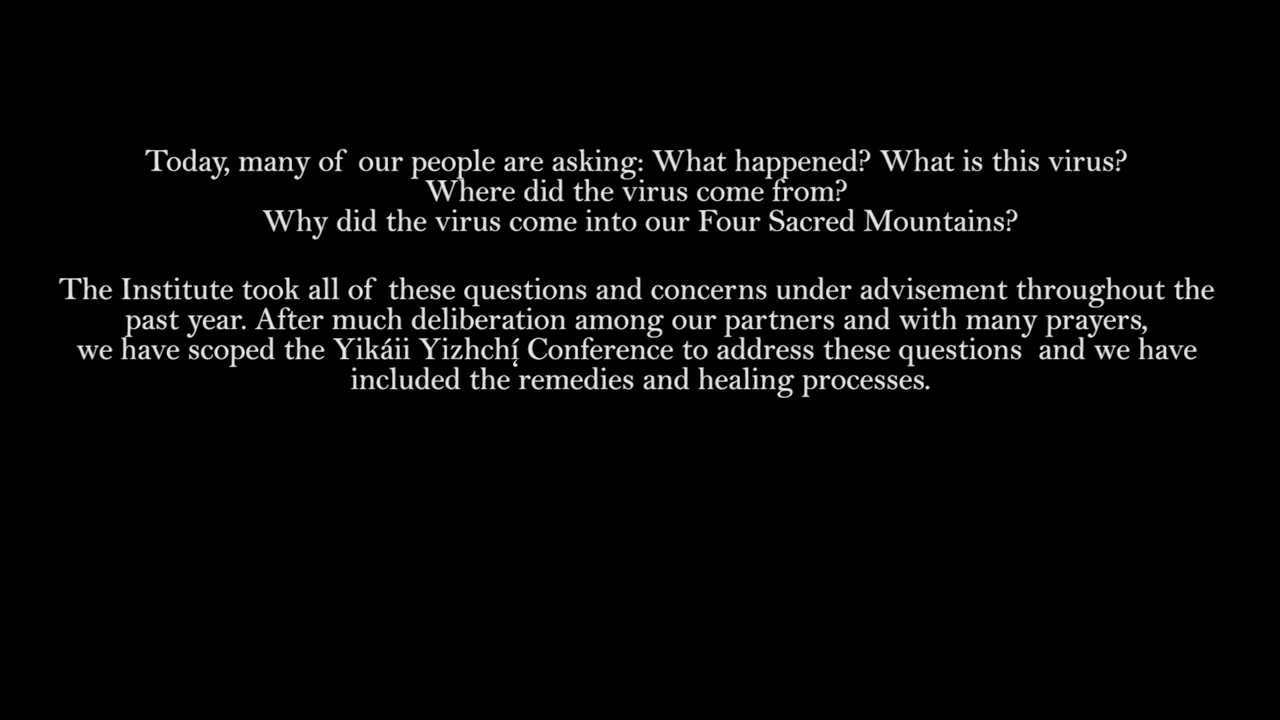 Today, many of our people are asking: What happened? What is this virus?
Where did the virus come from?
Why did the virus come into our Four Sacred Mountains?
The Institute took all of these questions and concerns under advisement throughout the
past year. After much deliberation among our partners and with many prayers,
we have scoped the Yikáii Yizhchį́ Conference to address these questions and we have
included the remedies and healing processes.